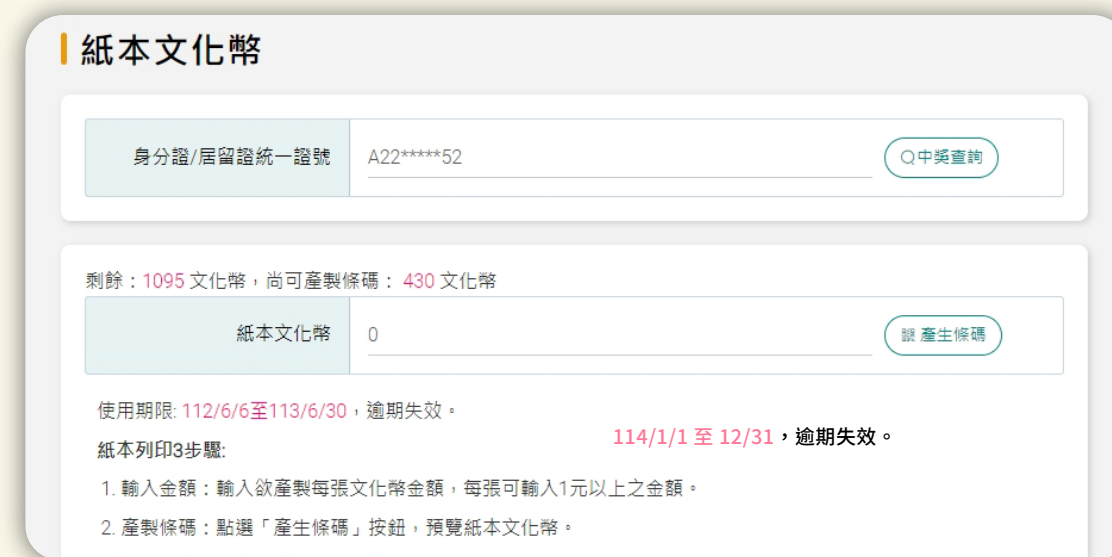 紙本文化幣
身分證/居留證統一證號 A22*****52 中獎查詢
剩餘：1095 文化幣，尚可產製條碼： 430 文化幣
紙本文化幣 0 產生條碼
使用期限: 112/6/6至113/6/30，逾期失效。
114/1/1 至 12/31，逾期失效。
紙本列印3步驟:
1. 輸入金額：輸入欲產製每張文化幣金額，每張可輸入1元以上之金額。
2. 產製條碼：點選「產生條碼」按鈕，預覽紙本文化幣。